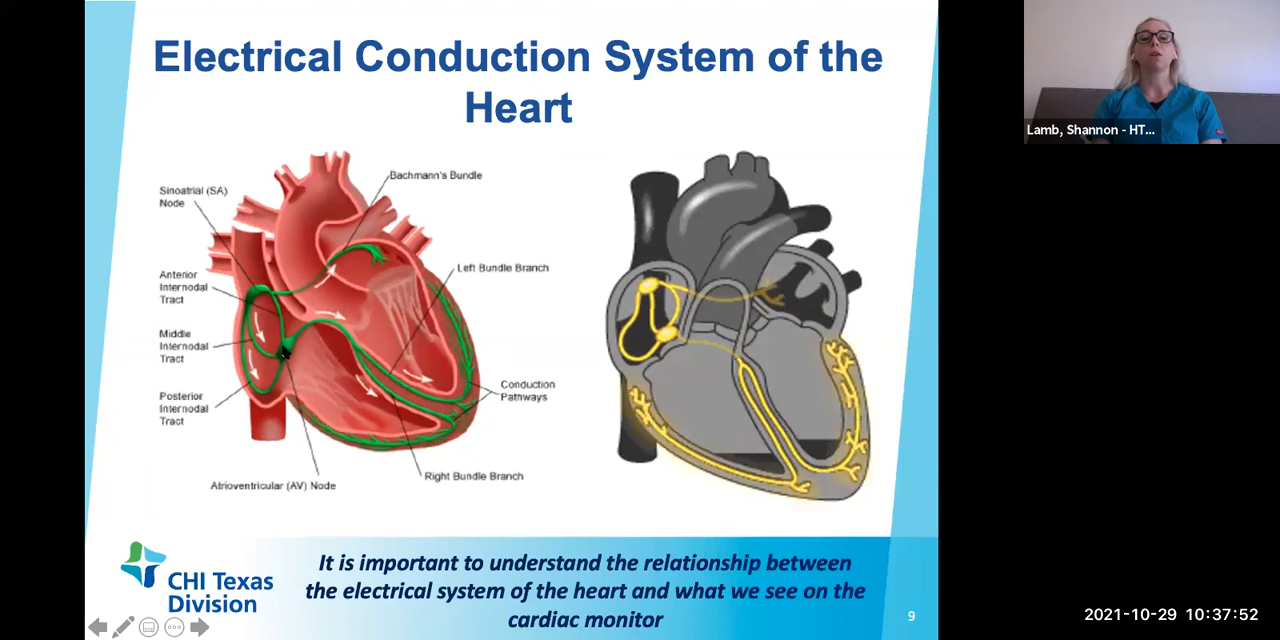 Electrical Conduction System of the
Heart
Bachmann's Bundle
Sinoatrial (SA)
Node
Left Bundle Branch
Anterior
Internodal
Tract
Middle
Internodal
Tract
Posterior
Internodal
Tract
Conduction
Pathways
Right Bundle Branch
Atrioventricular (AV) Node
CHI Texas
Division
It is important to understand the relationship between
the electrical system of the heart and what we see on the
cardiac monitor
9
Lamb, Shannon - HT...
2021-10-29 10:37:52